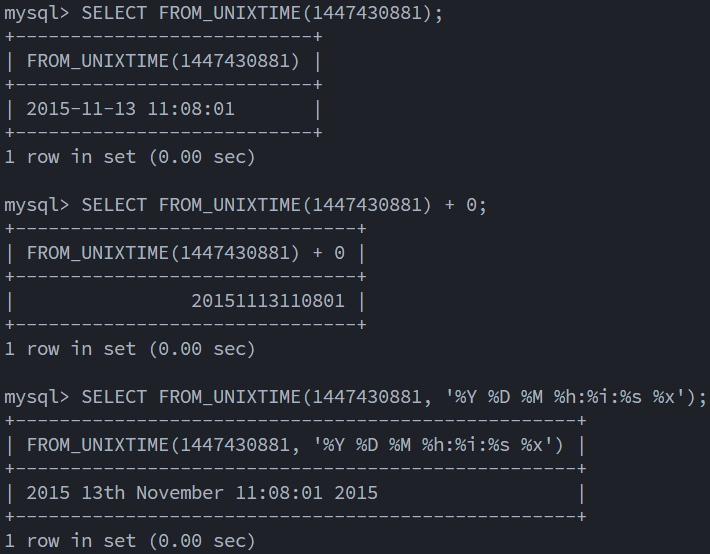 mysql> SELECT FROM_UNIXTIME(1447430881);
+---------------------------+
| FROM_UNIXTIME(1447430881) |
+---------------------------+
| 2015-11-13 11:08:01       |
+---------------------------+
1 row in set (0.00 sec)

mysql> SELECT FROM_UNIXTIME(1447430881) + 0;
+-------------------------------+
| FROM_UNIXTIME(1447430881) + 0 |
+-------------------------------+
|                20151113110801 |
+-------------------------------+
1 row in set (0.00 sec)

mysql> SELECT FROM_UNIXTIME(1447430881, '%Y %D %M %h:%i:%s %x');
+---------------------------------------------------+
| FROM_UNIXTIME(1447430881, '%Y %D %M %h:%i:%s %x') |
+---------------------------------------------------+
| 2015 13th November 11:08:01 2015                  |
+---------------------------------------------------+
1 row in set (0.00 sec)